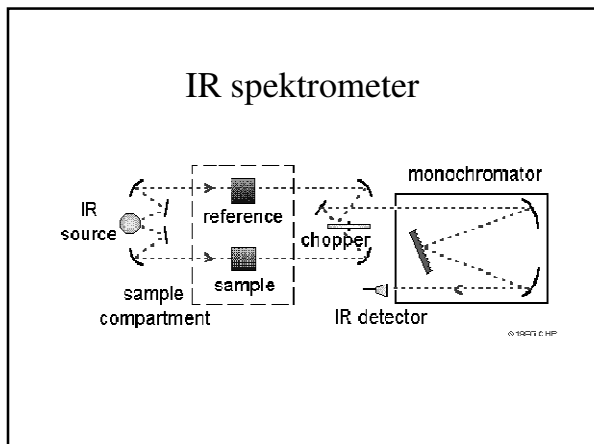 IR spektrometer
monochromator
IR
source
reference
chopper
sample
sample
compartment
IR detector